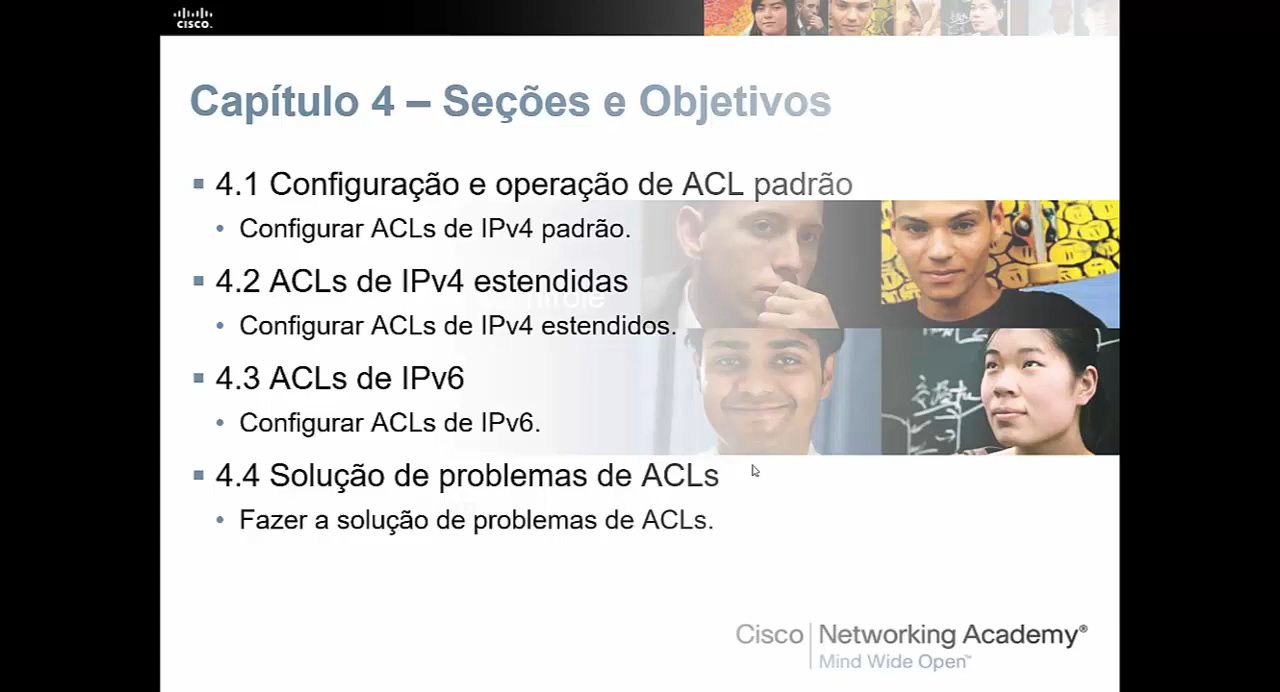 CISCO.
Capítulo 4 – Seções e Objetivos
4.1 Configuração e operação de ACL padrão
Configurar ACLs de IPv4 padrão.
4.2 ACLs de IPv4 estendidas
Configurar ACLs de IPv4 estendidos.
4.3 ACLs de IPv6
Configurar ACLs de IPv6.
4.4 Solução de problemas de ACLs
Fazer a solução de problemas de ACLs.
Cisco Networking Academy®
Mind Wide Open™